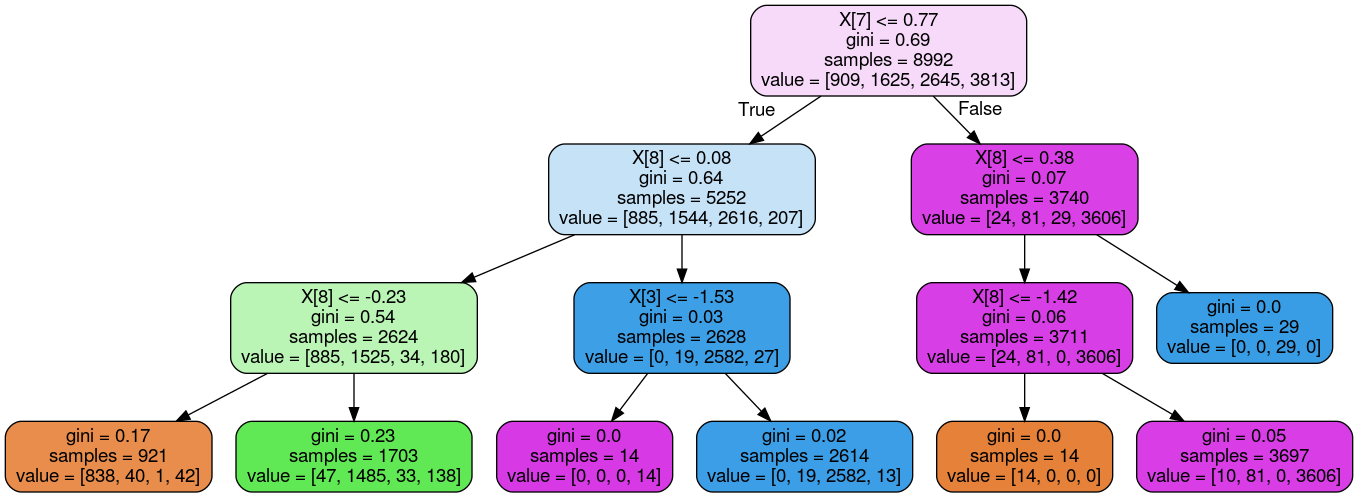 X[7] <= 0.77
gini = 0.69
samples = 8992
value = [909, 1625, 2645, 3813]
True
False
X[8] <= 0.08
gini = 0.64
samples = 5252
value = [885, 1544, 2616, 207]
X[8] <= 0.38
gini = 0.07
samples = 3740
value = [24, 81, 29, 3606]
X[8] <= -0.23
gini = 0.54
samples = 2624
value = [885, 1525, 34, 180]
X[3] <= -1.53
gini = 0.03
samples = 2628
value = [0, 19, 2582, 27]
X[8] <= -1.42
gini = 0.06
samples = 3711
value = [24, 81, 0, 3606]
gini = 0.0
samples = 29
value = [0, 0, 29, 0]
gini = 0.17
samples = 921
value = [838, 40, 1, 42]
gini = 0.23
samples = 1703
value = [47, 1485, 33, 138]
gini = 0.0
samples = 14
value = [0, 0, 0, 14]
gini = 0.02
samples = 2614
value = [0, 19, 2582, 13]
gini = 0.0
samples = 14
value = [14, 0, 0, 0]
gini = 0.05
samples = 3697
value = [10, 81, 0, 3606]